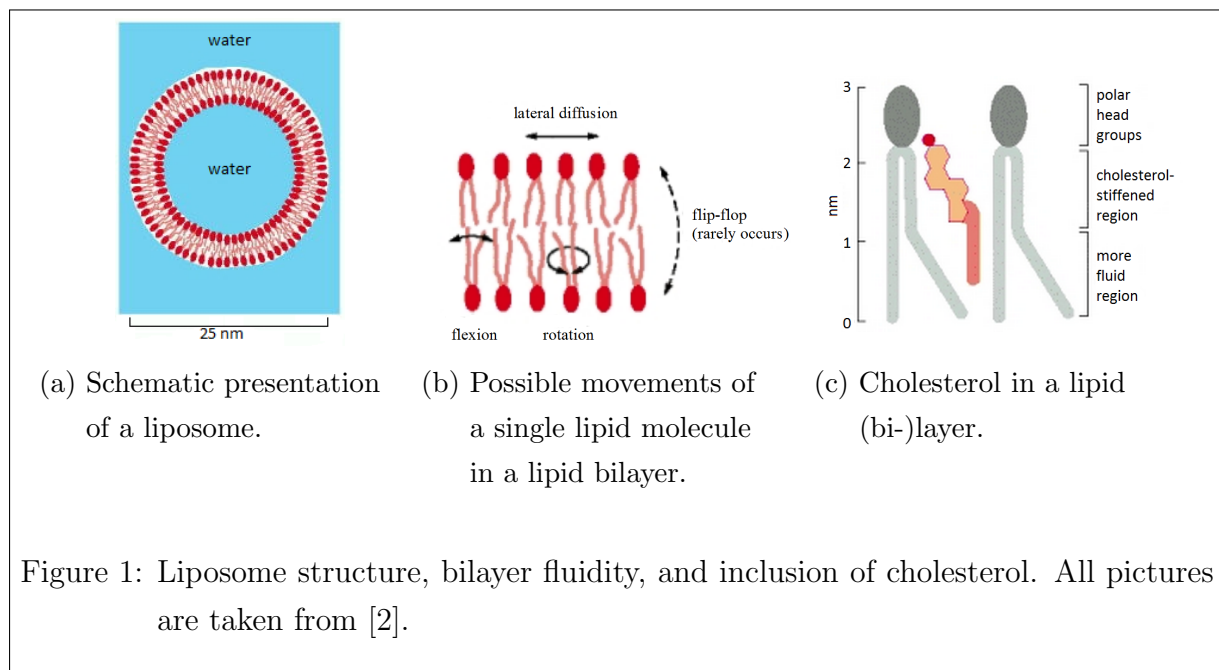 water
water
25 nm
(a) Schematic presentation
of a liposome.
lateral diffusion
flip-flop
(rarely occurs)
flexion
rotation
(b) Possible movements of
a single lipid molecule
in a lipid bilayer.
3
2
1
0
nm
polar
head
groups
cholesterol-
stiffened
region
more
fluid
region
(c) Cholesterol in a lipid
(bi-)layer.
Figure 1: Liposome structure, bilayer fluidity, and inclusion of cholesterol. All pictures
are taken from [2].